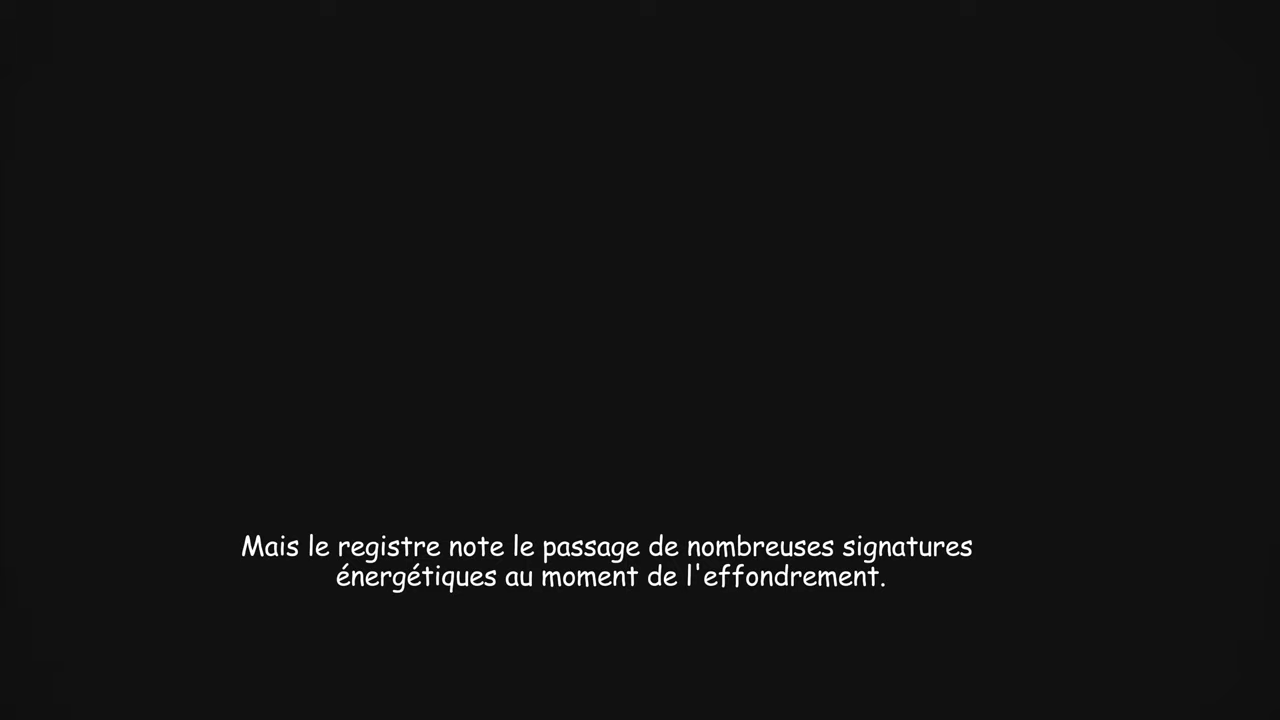 Mais le registre note le passage de nombreuses signatures
énergétiques au moment de l'effondrement.